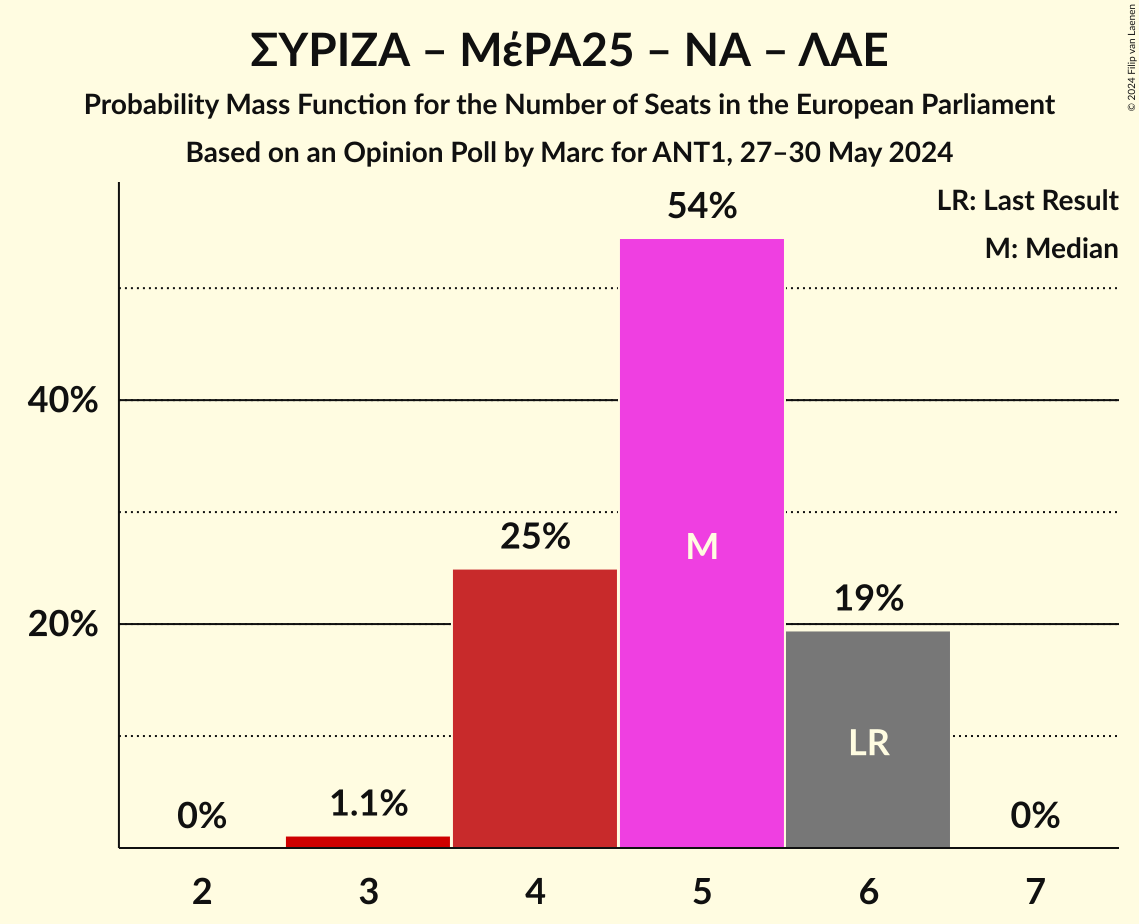 ΣΥΡΙΖΑ – ΜέΡΑ25 – ΝΑ – ΛΑΕ
Probability Mass Function for the Number of Seats in the European Parliament
Based on an Opinion Poll by Marc for ANT1, 27–30 May 2024
© 2024 Filip van Laenen
LR: Last Result
M: Median
54%
40%
25%
M
20%
19%
LR
1.1%
0%
0%
2 3 4 5 6 7